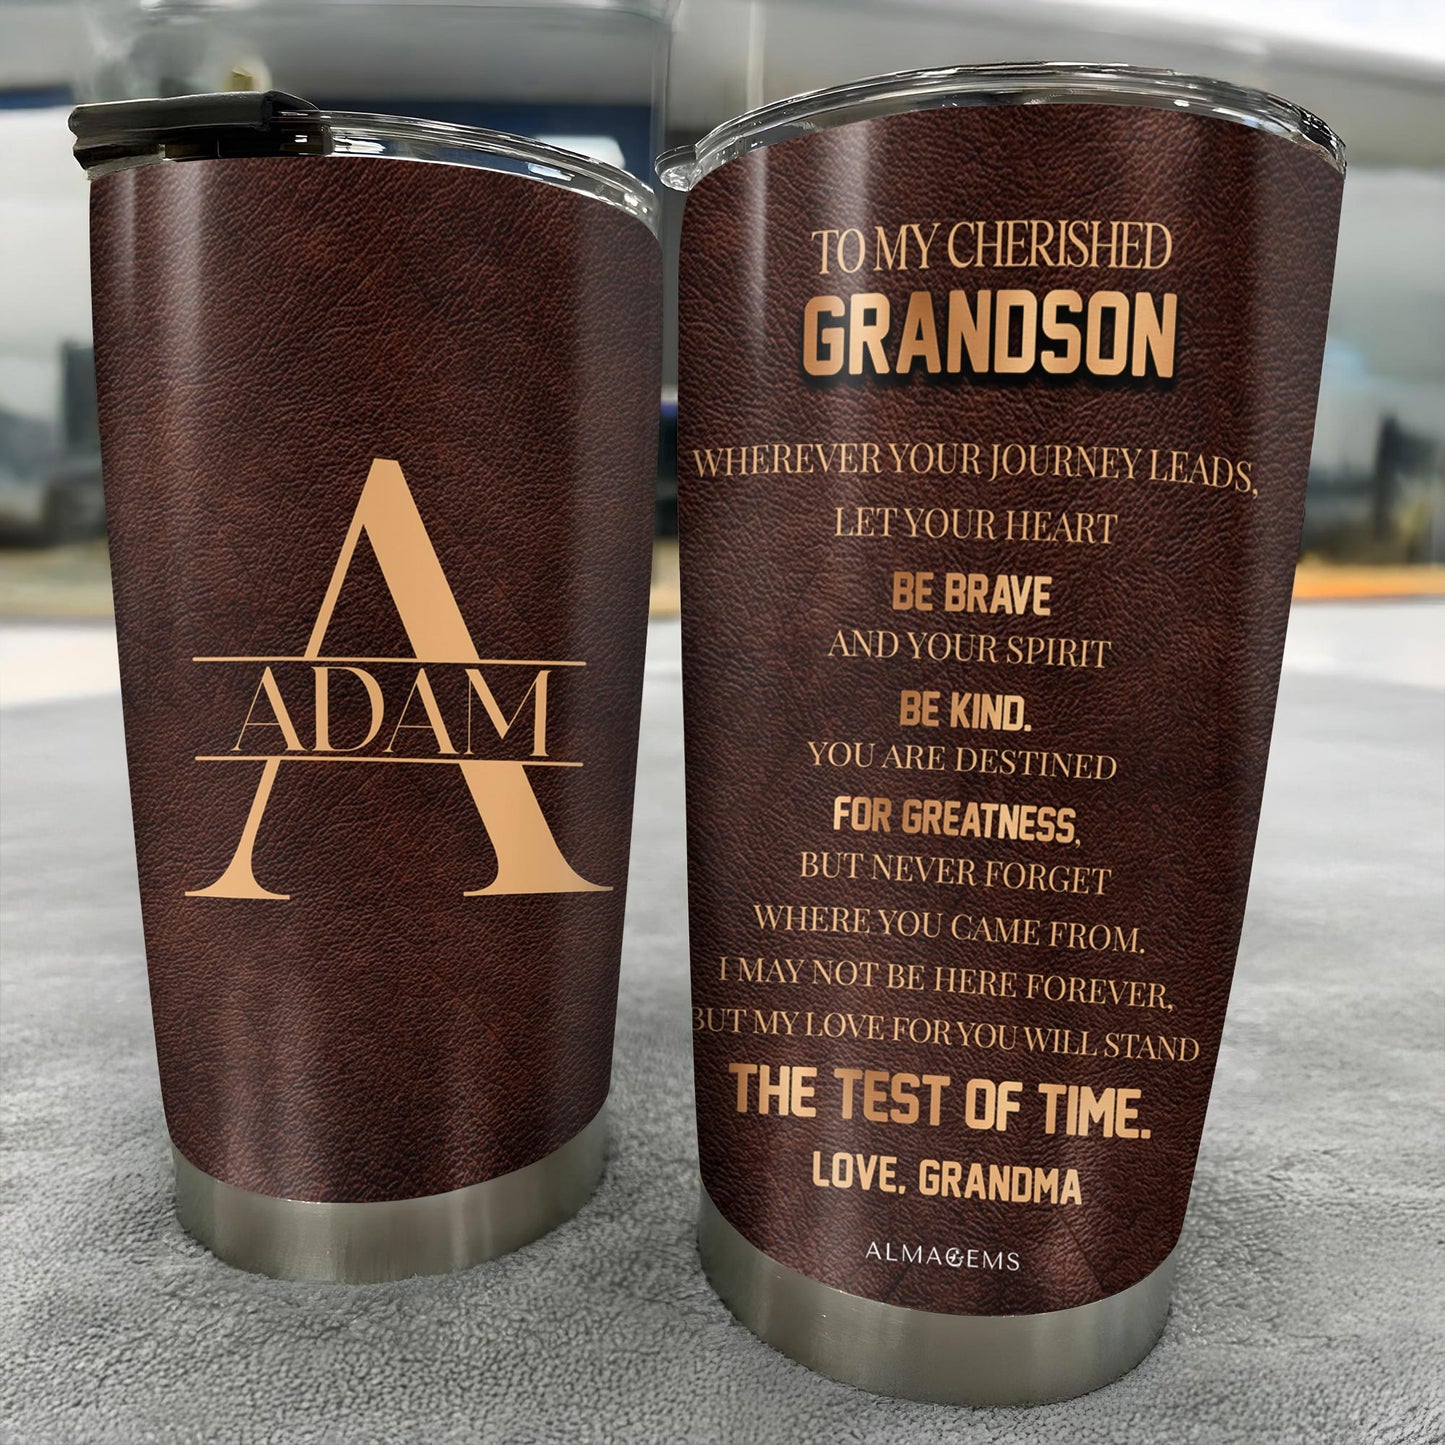 A
ADAM
TO MY CHERISHED
GRANDSON
WHEREVER YOUR JOURNEY LEADS,
LET YOUR HEART
BE BRAVE
AND YOUR SPIRIT
BE KIND.
YOU ARE DESTINED
FOR GREATNESS,
BUT NEVER FORGET
WHERE YOU CAME FROM.
I MAY NOT BE HERE FOREVER,
BUT MY LOVE FOR YOU WILL STAND
THE TEST OF TIME.
LOVE, GRANDMA
ALMAGEMS